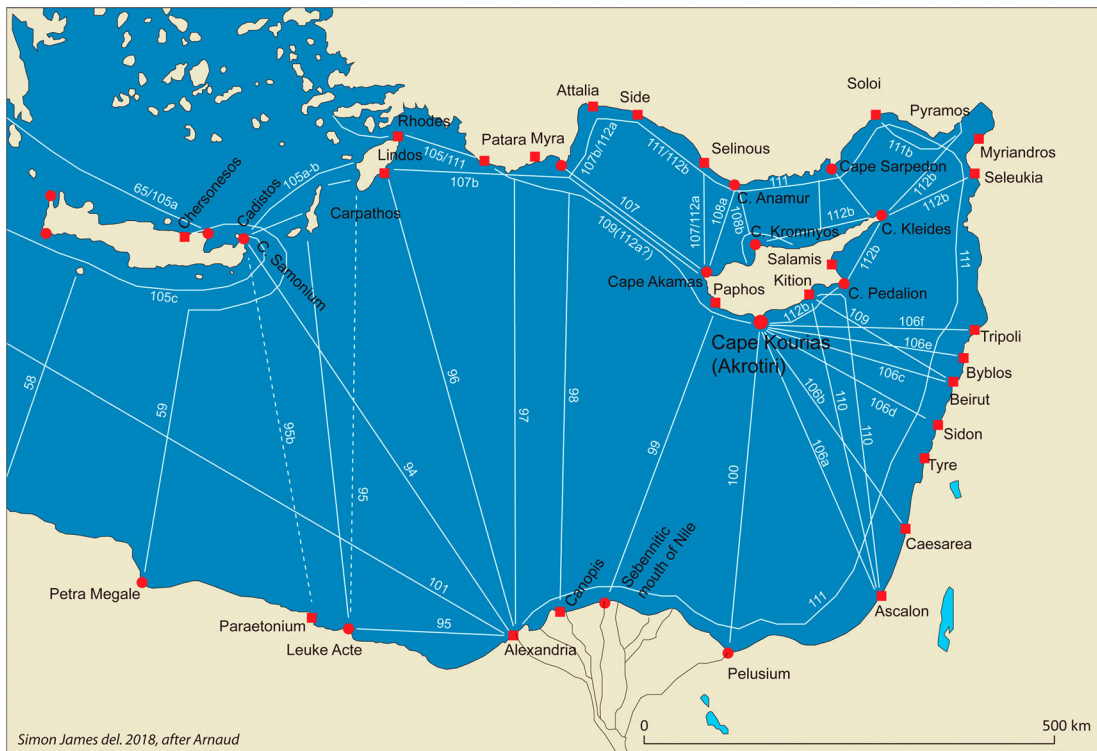 Soloi
Attalia
Side
Pyramos
Rhodes
Patara
Myra
107b/112a
111/112b
111b
Myriandros
Lindos
105/111
107b
Selinous
Cape Sarpedon
112b
Seleukia
65/105a
Chersonesos
Cadistos
105a-b
Carpathos
107
109(112a?)
107/112a
108a
108b
111
C. Anamur
112b
112b
C. Kleides
C. Kromnyos
C. Samonium
105c
Cape Akamas
Salamis
Kition
112b
111
Paphos
C. Pedalion
112b
109
Cape Kourias
(Akrotiri)
106f
Tripoli
106e
Byblos
106c
Beirut
58
59
95b
94
95
96
97
98
99
100
106b
110
110
106d
Sidon
106a
Tyre
Caesarea
Petra Megale
101
Paraetonium
Leuke Acte
95
Alexandria
Canopis
Sebennitic
mouth of Nile
111
Ascalon
Pelusium
0
500 km
Simon James del. 2018, after Arnaud